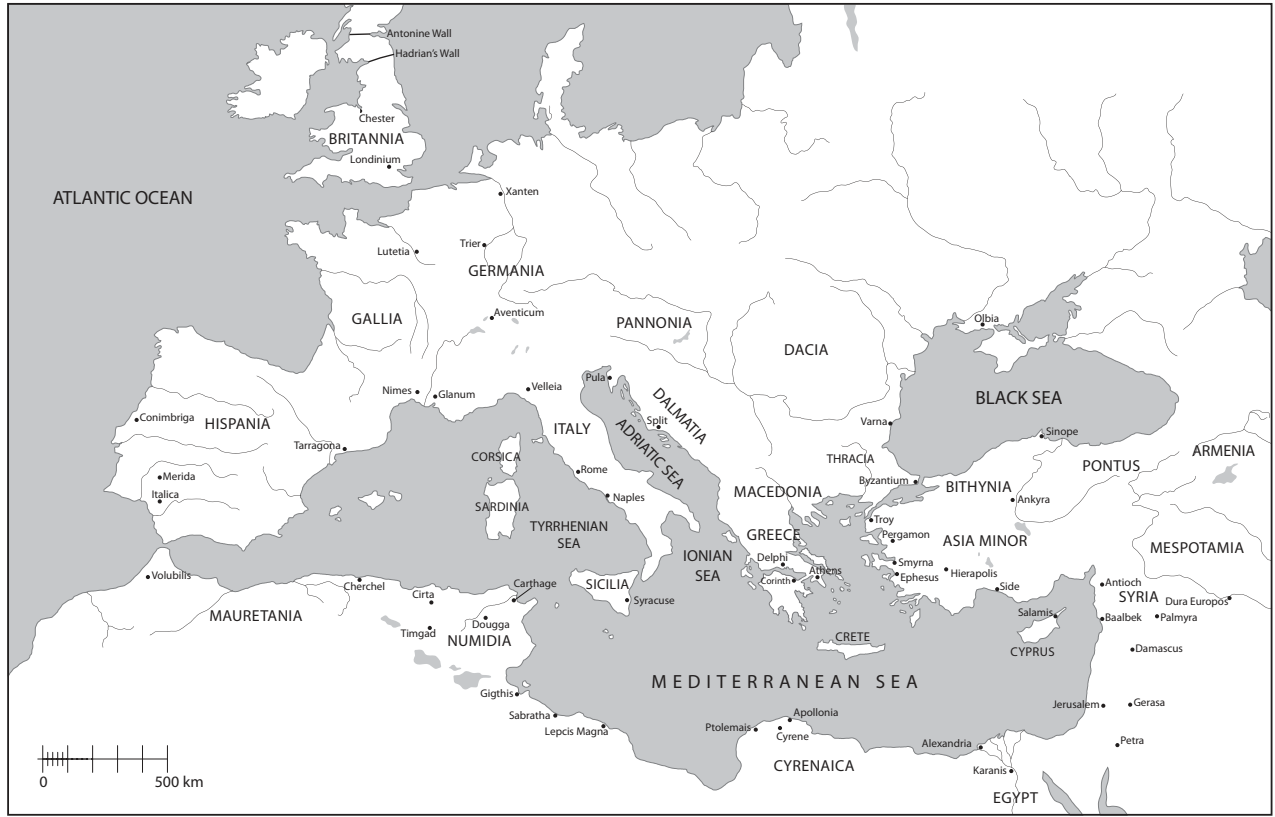 Antonine Wall
Hadrian's Wall
Chester
BRITANNIA
Londinium
ATLANTIC OCEAN
Xanten
Lutetia
Trier
GERMANIA
Aventicum
GALLIA
PANNONIA
DACIA
Olbia
BLACK SEA
Nimes
Glanum
Velleia
Pula
DALMATIA
Split
ADRIATIC SEA
Conimbriga
HISPANIA
Tarragona
Merida
Italica
CORSICA
ITALY
Rome
Naples
SARDINIA
TYRRHENIAN
SEA
Varna
Sinope
THRACIA
Byzantium
BITHYNIA
PONTUS
ARMENIA
Ankyra
MACEDONIA
GREECE
Troy
Pergamon
ASIA MINOR
MESPOTAMIA
IONIAN
SEA
Delphi
Corinth
Athens
Smyrna
Ephesus
Hierapolis
Side
Antioch
SYRIA
Dura Europos
Salamis
Baalbek
Palmyra
CYPRUS
Damascus
Volubilis
MAURETANIA
Cherchel
Cirta
Carthage
Dougga
Timgad
NUMIDIA
SICILIA
Syracuse
CRETE
MEDITERRANEAN SEA
Gigthis
Sabratha
Lepcis Magna
Ptolemais
Apollonia
Cyrene
CYRENAICA
Alexandria
Karanis
EGYPT
Jerusalem
Gerasa
Petra
0
500 km